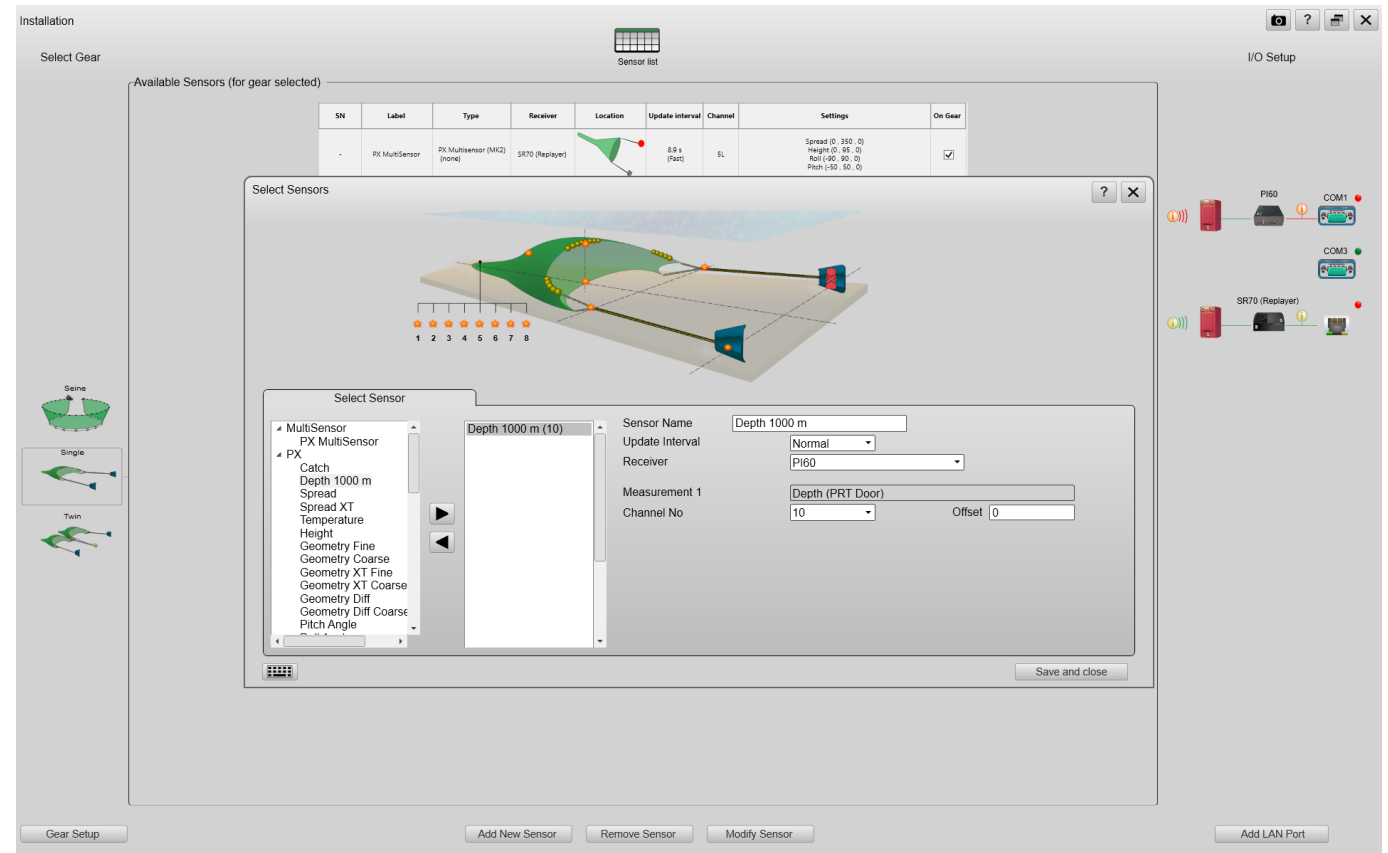 Installation
?
Select Gear
Sensor list
I/O Setup
Available Sensors (for gear selected)
SN Label Type Receiver Location Update interval Channel Settings On Gear
- PX MultiSensor PX Multisensor (MK2) (none) SR70 (Replayer) 8.9 s (Fast) 5L Spread (0 , 350 , 0)
Height (0 , 95 , 0)
Roll (-90 , 90 , 0)
Pitch (-50 , 50 , 0)
Select Sensors
?
1 2 3 4 5 6 7 8
Select Sensor
MultiSensor
PX MultiSensor
PX
Catch
Depth 1000 m
Spread
Spread XT
Temperature
Height
Geometry Fine
Geometry Coarse
Geometry XT Fine
Geometry XT Coarse
Geometry Diff
Geometry Diff Coarse
Pitch Angle
Depth 1000 m (10)
Sensor Name Depth 1000 m
Update Interval Normal
Receiver PI60
Measurement 1 Depth (PRT Door)
Channel No 10 Offset 0
Save and close
Seine
Single
Twin
PI60
COM1
COM3
SR70 (Replayer)
Gear Setup
Add New Sensor
Remove Sensor
Modify Sensor
Add LAN Port